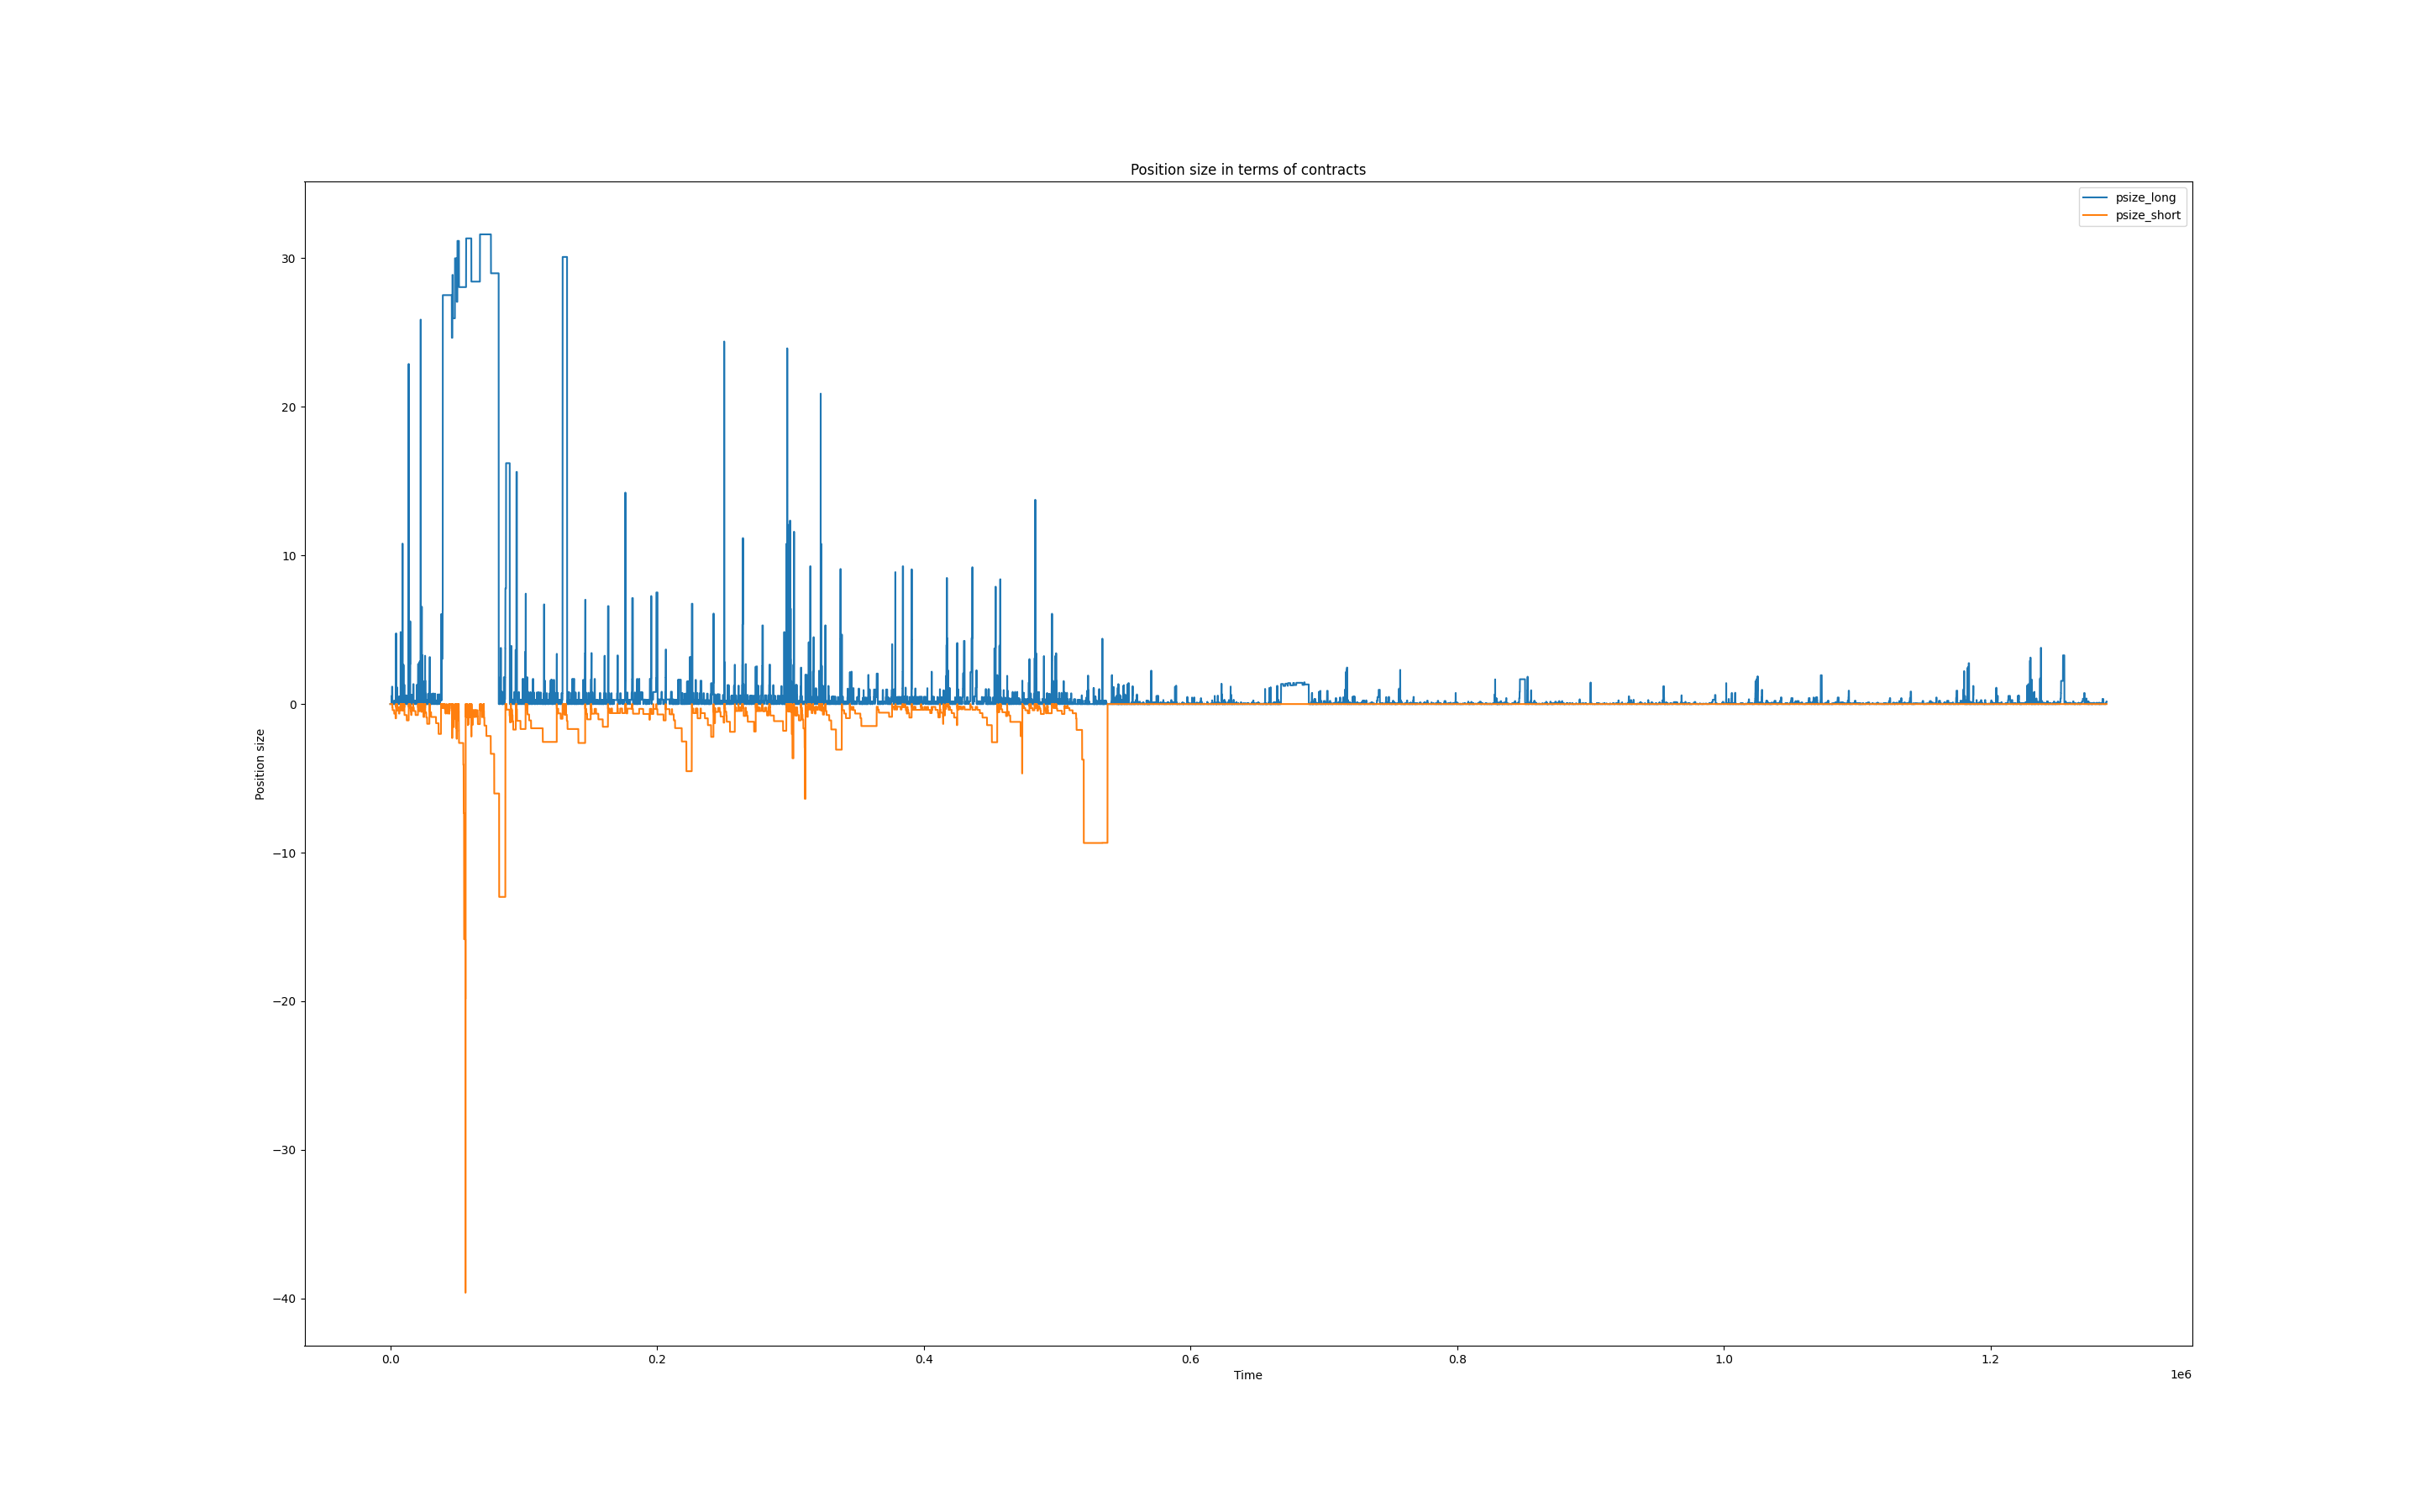 Position size in terms of contracts
psize_long
psize_short
Position size
30
20
10
0
−10
−20
−30
−40
0.0 0.2 0.4 0.6 0.8 1.0 1.2
1e6
Time